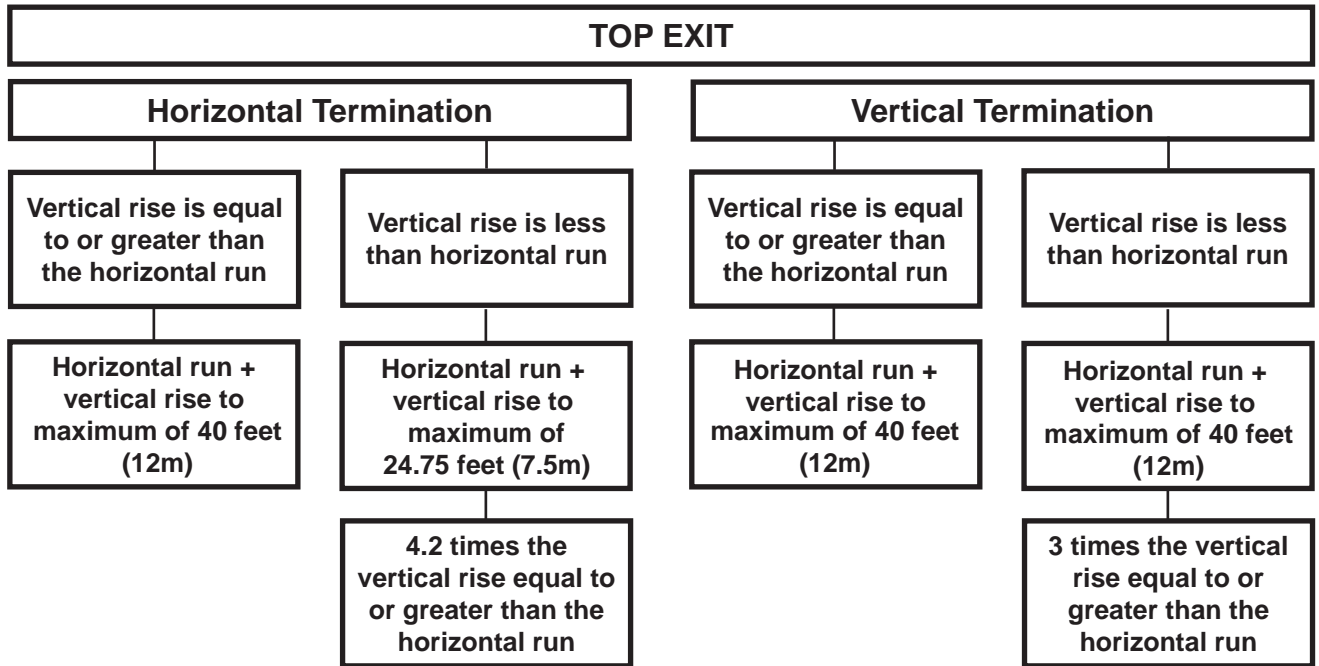 TOP EXIT
Horizontal Termination
Vertical Termination
Vertical rise is equal
to or greater than
the horizontal run
Vertical rise is less
than horizontal run
Vertical rise is equal
to or greater than
the horizontal run
Vertical rise is less
than horizontal run
Horizontal run +
vertical rise to
maximum of 40 feet
(12m)
Horizontal run +
vertical rise to
maximum of
24.75 feet (7.5m)
Horizontal run +
vertical rise to
maximum of 40 feet
(12m)
Horizontal run +
vertical rise to
maximum of 40 feet
(12m)
4.2 times the
vertical rise equal to
or greater than the
horizontal run
3 times the vertical
rise equal to or
greater than the
horizontal run